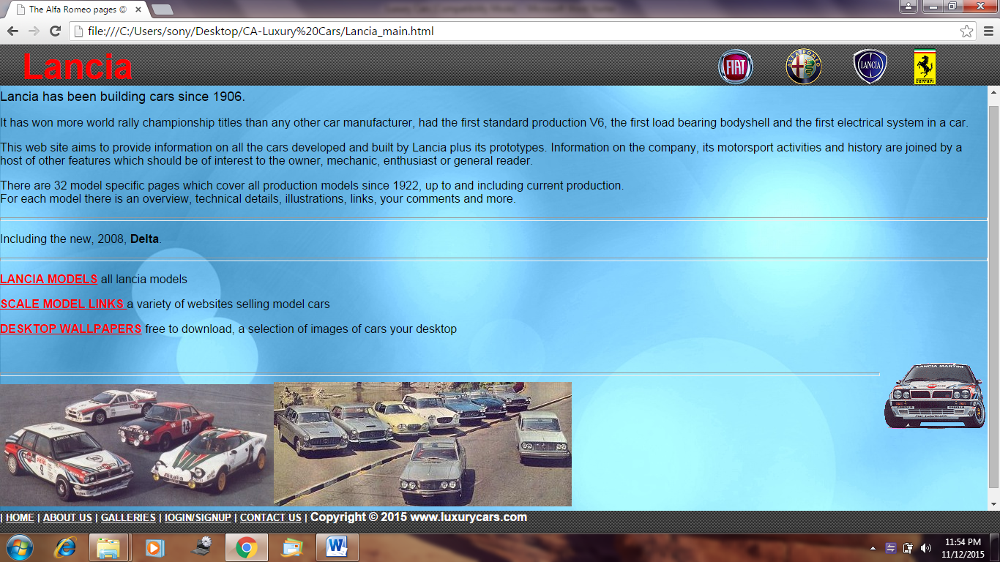 The Alfa Romeo pages @
file:///C:/Users/sony/Desktop/CA-Luxury%20Cars/Lancia_main.html
Lancia
FIAT
ALFA ROMEO
LANCIA
Ferrari
Lancia has been building cars since 1906.
It has won more world rally championship titles than any other car manufacturer, had the first standard production V6, the first load bearing bodyshell and the first electrical system in a car.
This web site aims to provide information on all the cars developed and built by Lancia plus its prototypes. Information on the company, its motorsport activities and history are joined by a
host of other features which should be of interest to the owner, mechanic, enthusiast or general reader.
There are 32 model specific pages which cover all production models since 1922, up to and including current production.
For each model there is an overview, technical details, illustrations, links, your comments and more.
Including the new, 2008, Delta.
LANCIA MODELS all lancia models
SCALE MODEL LINKS a variety of websites selling model cars
DESKTOP WALLPAPERS free to download, a selection of images of cars your desktop
LANCIA MARTINI
Fiat Lubrificanti
14
Alitalia
| HOME | ABOUT US | GALLERIES | lOGIN/SIGNUP | CONTACT US | Copyright © 2015 www.luxurycars.com
11:54 PM
11/12/2015